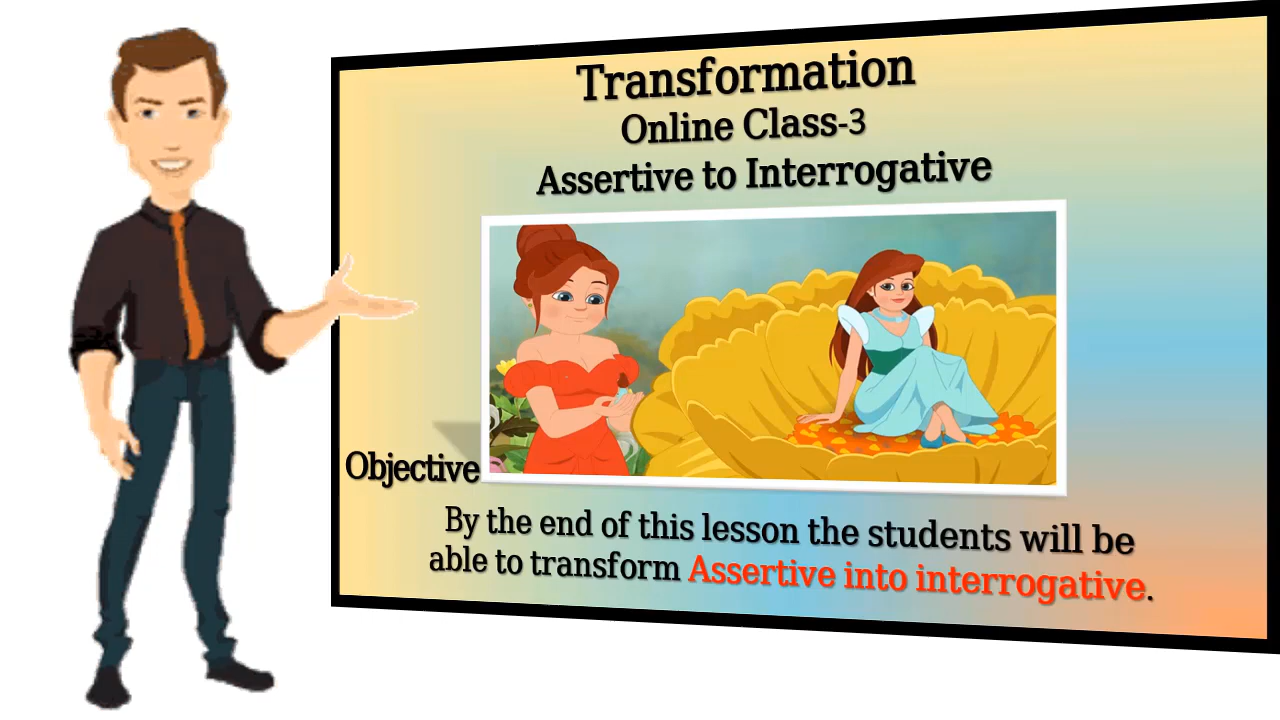 Transformation
Online Class-3
Assertive to Interrogative
Objective
By the end of this lesson the students will be
able to transform Assertive into interrogative.